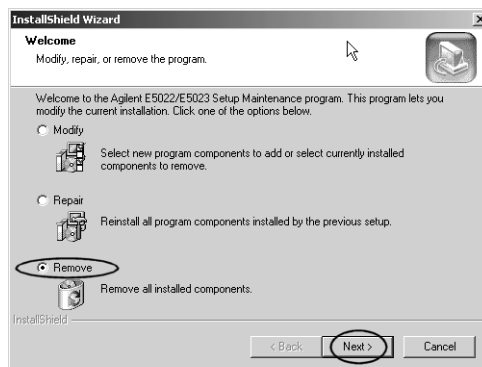 InstallShield Wizard
Welcome
Modify, repair, or remove the program.
Welcome to the Agilent E5022/E5023 Setup Maintenance program. This program lets you
modify the current installation. Click one of the options below.
Modify
Select new program components to add or select currently installed
components to remove.
Repair
Reinstall all program components installed by the previous setup.
Remove
Remove all installed components.
InstallShield
< Back Next > Cancel